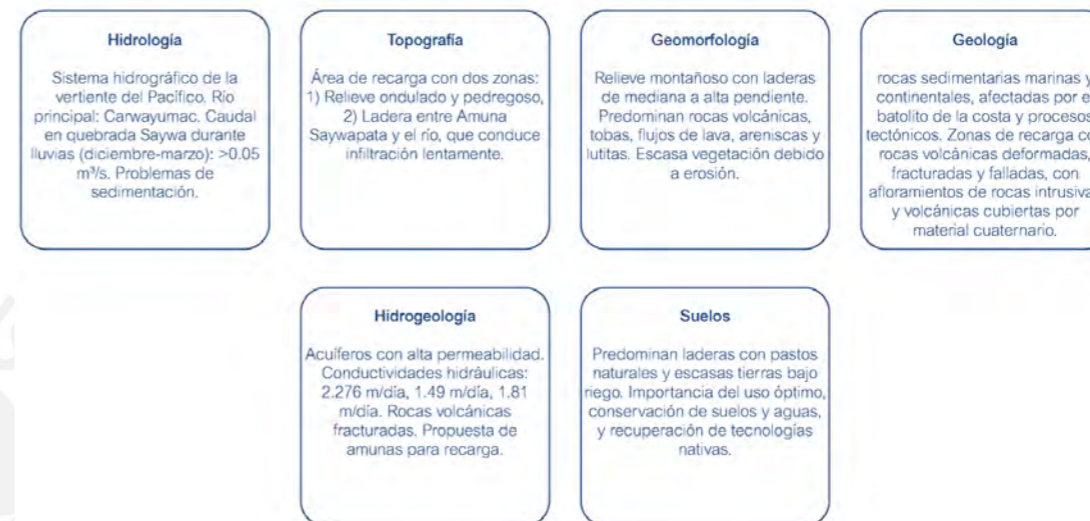 Hidrología
Sistema hidrográfico de la
vertiente del Pacífico. Río
principal: Carwayumac. Caudal
en quebrada Saywa durante
lluvias (diciembre-marzo): >0.05
m³/s. Problemas de
sedimentación.
Topografía
Área de recarga con dos zonas:
1) Relieve ondulado y pedregoso,
2) Ladera entre Amuna
Saywapata y el río, que conduce
infiltración lentamente.
Geomorfología
Relieve montañoso con laderas
de mediana a alta pendiente.
Predominan rocas volcánicas,
tobas, flujos de lava, areniscas y
lutitas. Escasa vegetación debido
a erosión.
Geología
rocas sedimentarias marinas y
continentales, afectadas por e
batolito de la costa y procesos
tectónicos. Zonas de recarga co
rocas volcánicas deformadas,
fracturadas y falladas, con
afloramientos de rocas intrusiva
y volcánicas cubiertas por
material cuaternario.
Hidrogeología
Acuíferos con alta permeabilidad.
Conductividades hidráulicas:
2.276 m/día, 1.49 m/día, 1.81
m/día. Rocas volcánicas
fracturadas. Propuesta de
amunas para recarga.
Suelos
Predominan laderas con pastos
naturales y escasas tierras bajo
riego. Importancia del uso óptimo,
conservación de suelos y aguas,
y recuperación de tecnologías
nativas.